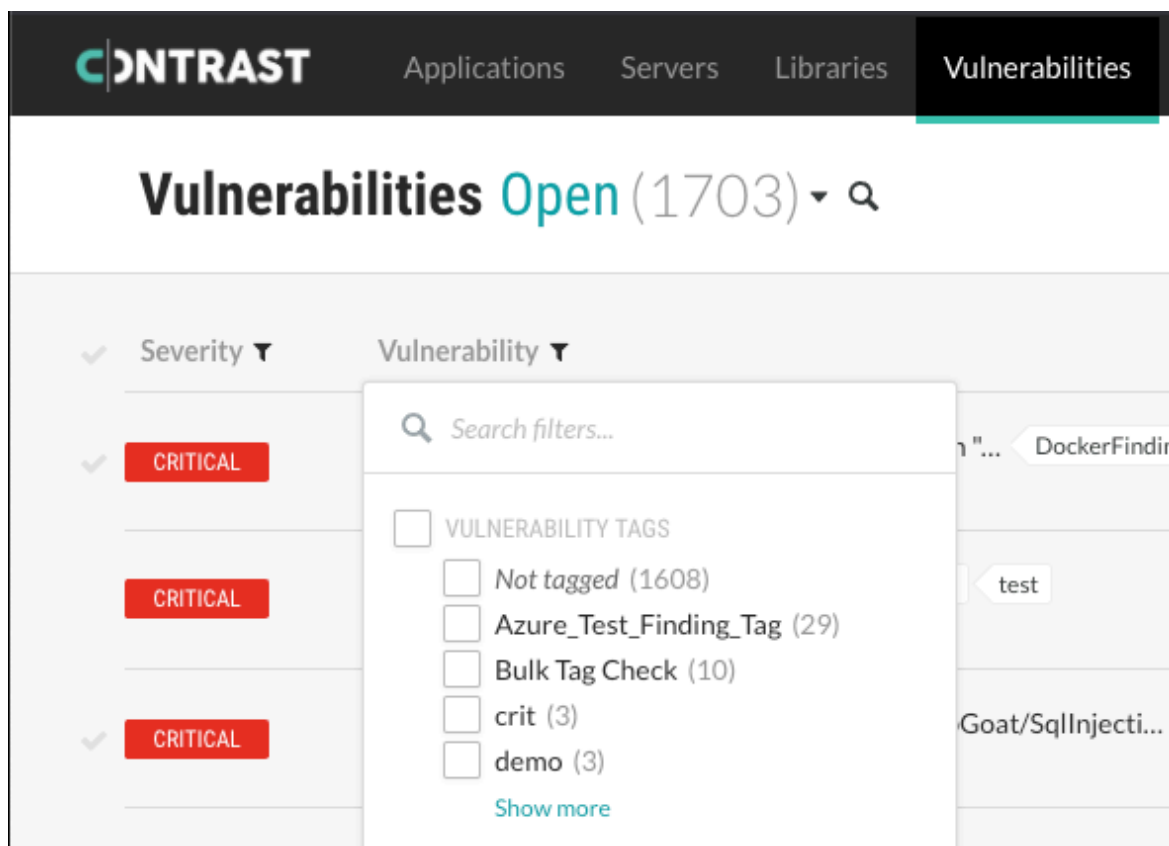 CONTRAST Applications Servers Libraries Vulnerabilities
Vulnerabilities Open (1703)
Severity Vulnerability
Search filters...
CRITICAL
"... DockerFindin
VULNERABILITY TAGS
Not tagged (1608)
CRITICAL
test
Azure_Test_Finding_Tag (29)
Bulk Tag Check (10)
crit (3)
CRITICAL
Goat/SqlInjecti...
demo (3)
Show more